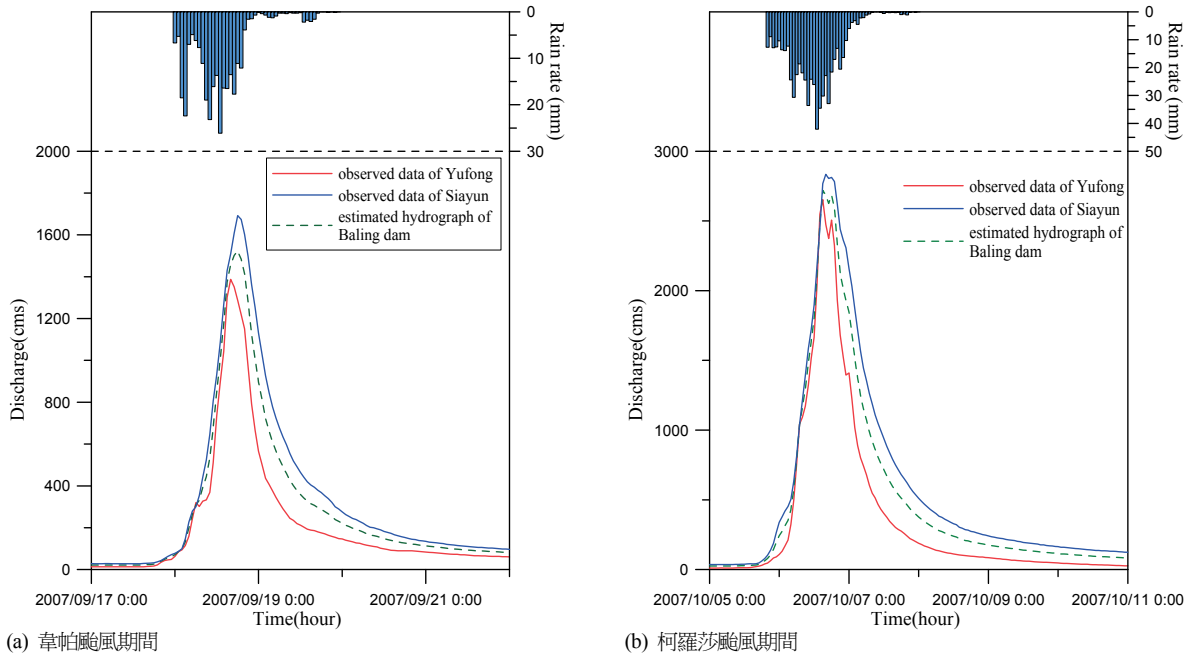 0
10
20
30
Rain rate (mm)
2000
1600
1200
800
400
0
Discharge(cms)
observed data of Yufong
observed data of Siayun
estimated hydrograph of
Baling dam
2007/09/17 0:00
2007/09/19 0:00
2007/09/21 0:00
Time(hour)
(a) 韋帕颱風期間
0
10
20
30
40
50
Rain rate (mm)
3000
2000
1000
0
Discharge(cms)
observed data of Yufong
observed data of Siayun
estimated hydrograph of
Baling dam
2007/10/05 0:00
2007/10/07 0:00
2007/10/09 0:00
2007/10/11 0:00
Time(hour)
(b) 柯羅莎颱風期間